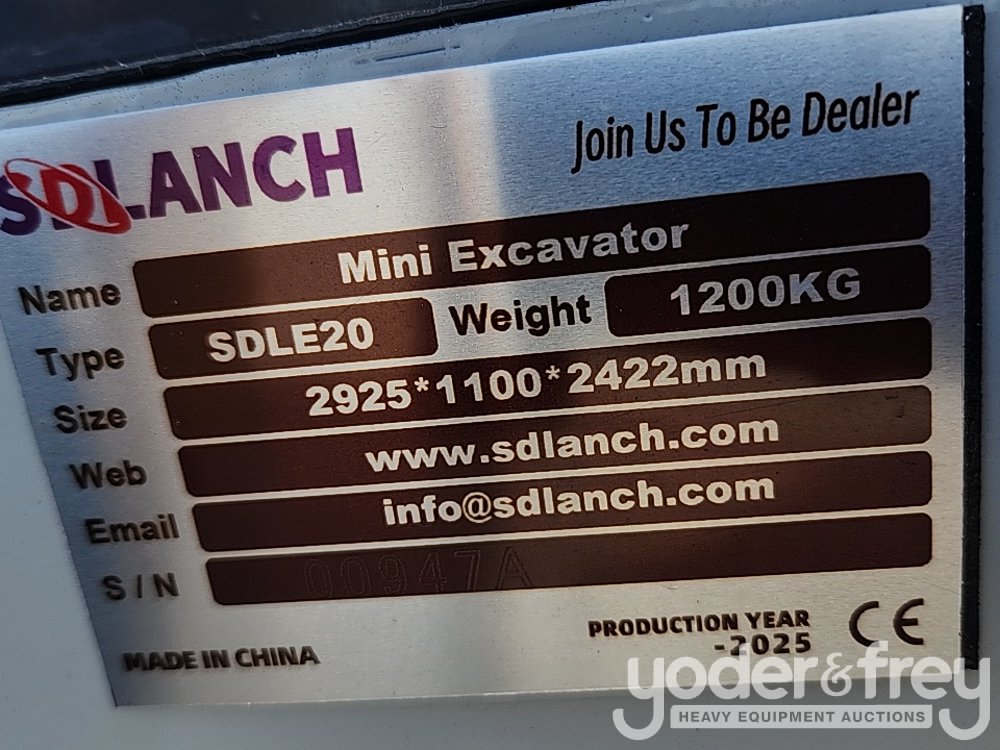 SDLANCH
Join Us To Be Dealer
Name Mini Excavator
Type SDLE20 Weight 1200KG
Size 2925*1100*2422mm
Web www.sdlanch.com
Email info@sdlanch.com
S / N 00947A
MADE IN CHINA
PRODUCTION YEAR
-2025
CE
yoder&frey
HEAVY EQUIPMENT AUCTIONS